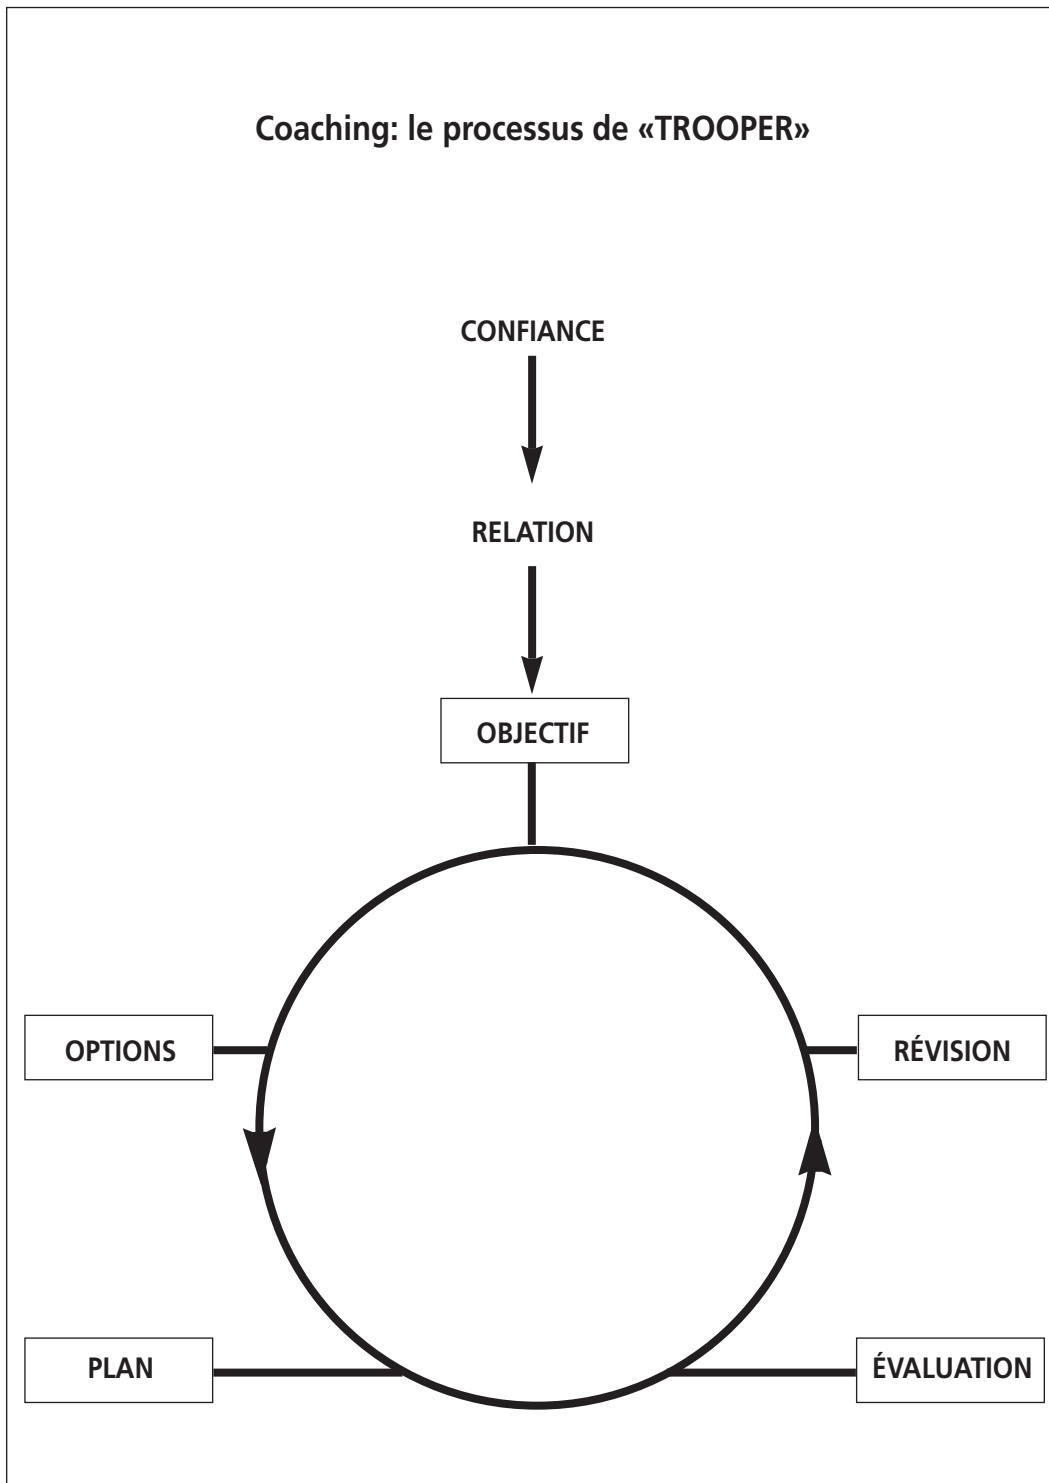 Coaching: le processus de «TROOPER»
CONFIANCE
RELATION
OBJECTIF
OPTIONS
RÉVISION
PLAN
ÉVALUATION